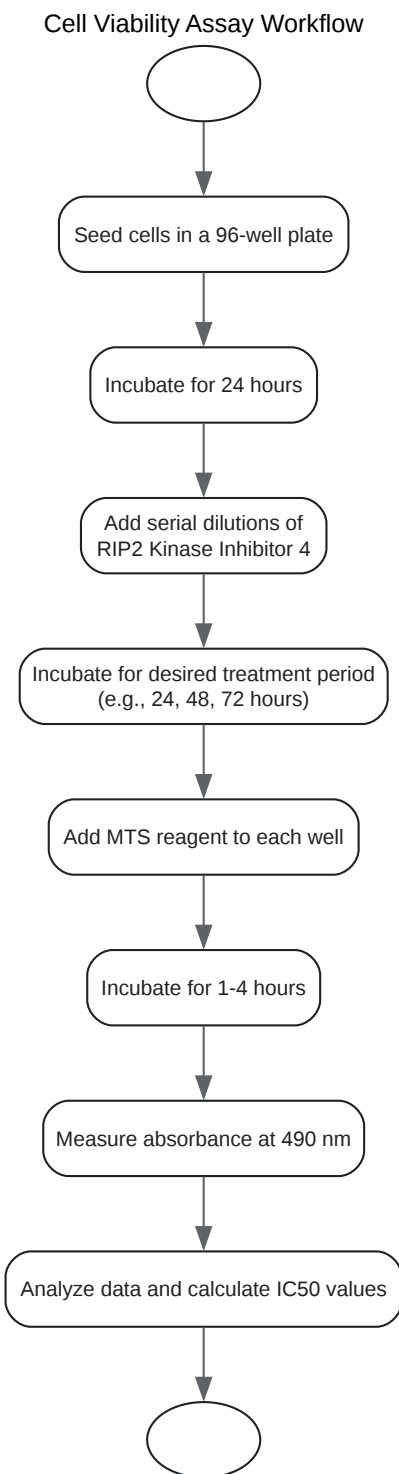 Cell Viability Assay Workflow
Seed cells in a 96-well plate
Incubate for 24 hours
Add serial dilutions of
RIP2 Kinase Inhibitor 4
Incubate for desired treatment period
(e.g., 24, 48, 72 hours)
Add MTS reagent to each well
Incubate for 1-4 hours
Measure absorbance at 490 nm
Analyze data and calculate IC50 values